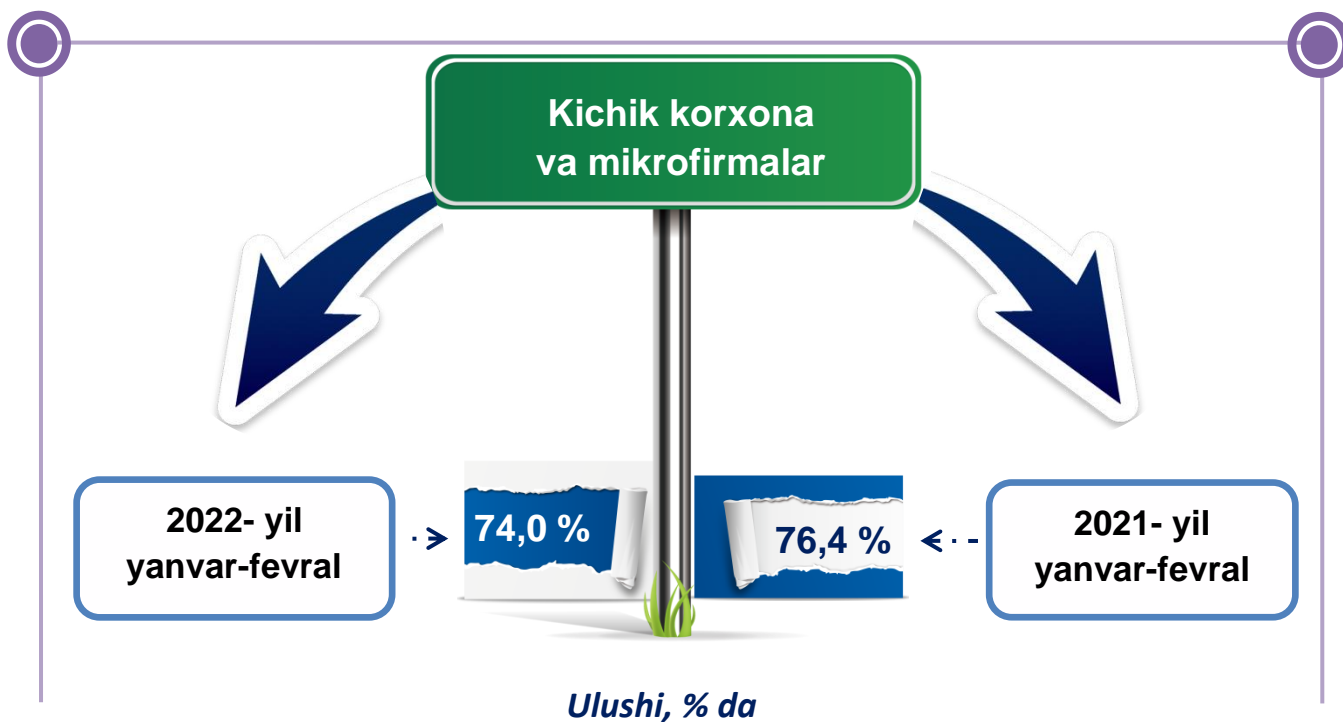 Kichik korxona
va mikrofirmalar
2022- yil
yanvar-fevral
74,0 %
76,4 %
2021- yil
yanvar-fevral
Ulushi, % da